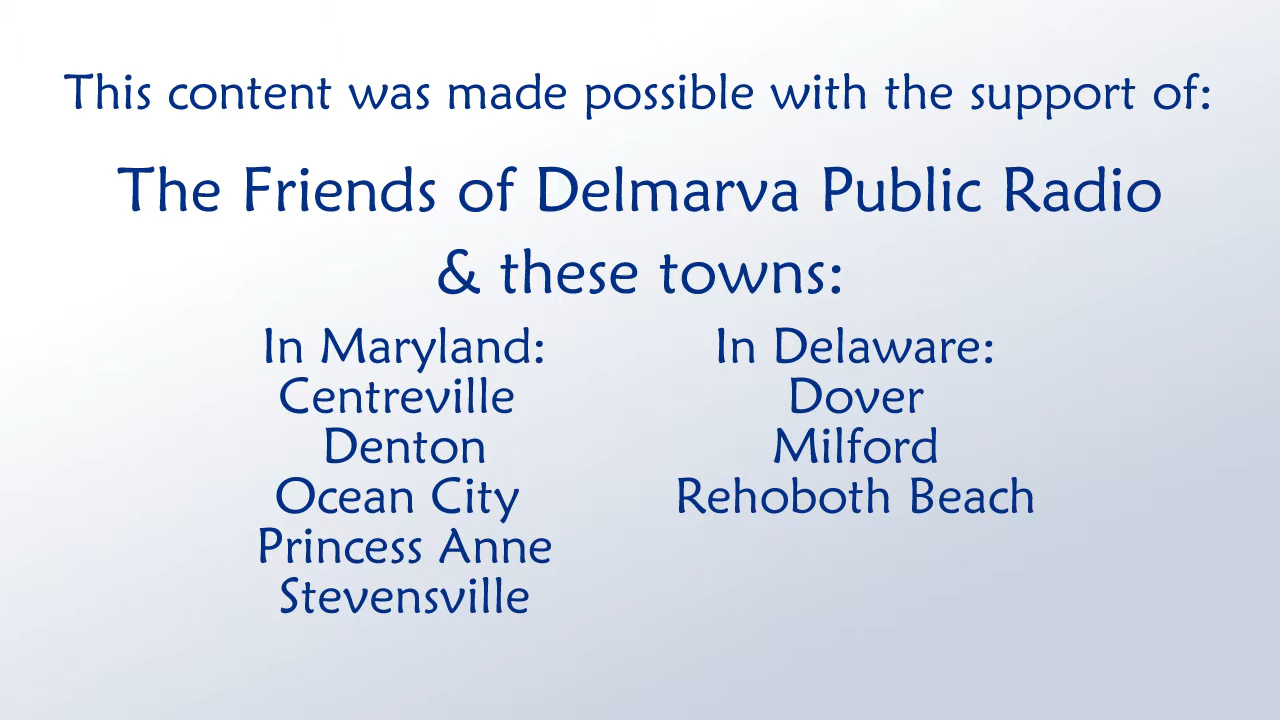 This content was made possible with the support of:
The Friends of Delmarva Public Radio
& these towns:
In Maryland:
Centreville
Denton
Ocean City
Princess Anne
Stevensville
In Delaware:
Dover
Milford
Rehoboth Beach